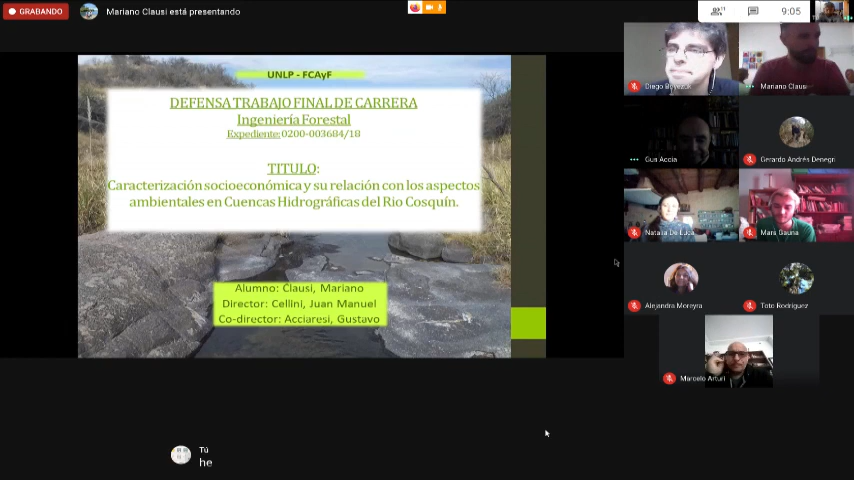 GRABANDO
Mariano Clausi está presentando
11
9:05
UNLP - FCAyF
DEFENSA TRABAJO FINAL DE CARRERA
Ingeniería Forestal
Expediente: 0200-003684/18
TITULO:
Caracterización socioeconómica y su relación con los aspectos
ambientales en Cuencas Hidrográficas del Rio Cosquín.
Alumno: Clausi, Mariano
Director: Cellini, Juan Manuel
Co-director: Acciaresi, Gustavo
Diego
Mariano Clausi
Gus Accia
Gerardo Andrés Denegri
Natalia De Luca
Mara Gauna
Alejandra Moreyra
Toto Rodriguez
Marcelo Arturi
Tú
he